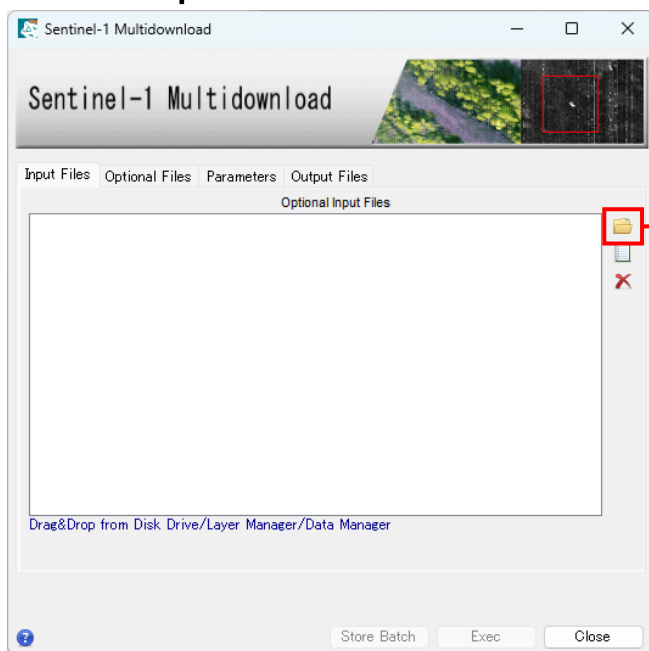 Sentinel-1 Multidownload
Sentinel-1 Multidownload
Input Files Optional Files Parameters Output Files
Optional Input Files
Drag&Drop from Disk Drive/Layer Manager/Data Manager
Store Batch Exec Close